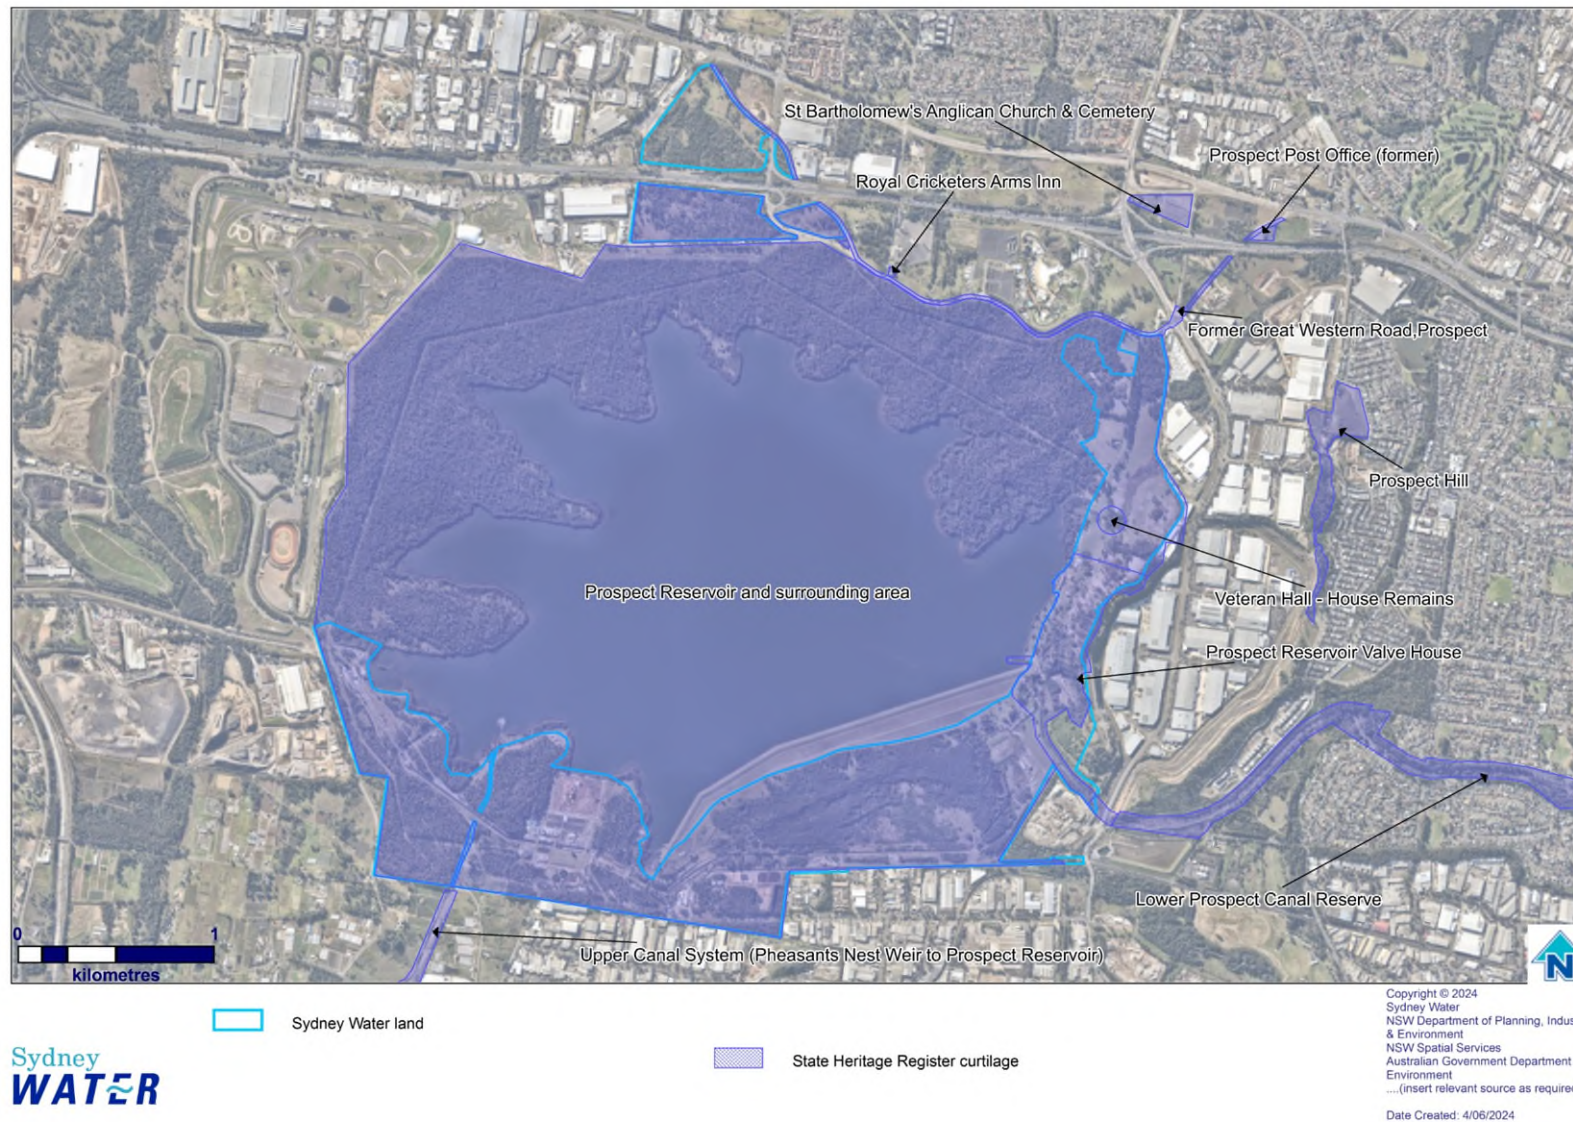 St Bartholomew's Anglican Church & Cemetery
Prospect Post Office (former)
Royal Cricketers Arms Inn
Former Great Western Road,Prospect
Prospect Hill
Prospect Reservoir and surrounding area
Veteran Hall - House Remains
Prospect Reservoir Valve House
Lower Prospect Canal Reserve
0 1
kilometres
Upper Canal System (Pheasants Nest Weir to Prospect Reservoir)
N
Sydney Water land
State Heritage Register curtilage
Sydney
WATER
Copyright © 2024
Sydney Water
NSW Department of Planning, Indus
& Environment
NSW Spatial Services
Australian Government Department
Environment
....(insert relevant source as require
Date Created: 4/06/2024